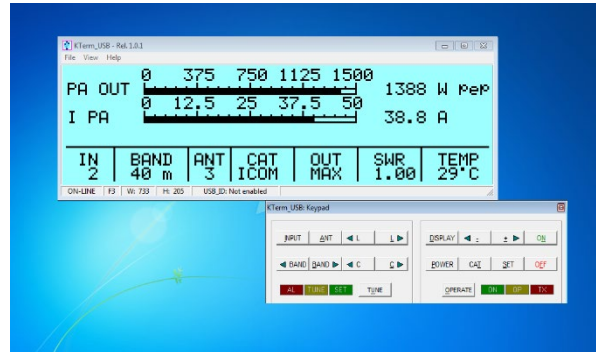 KTerm_USB - Rel. 1.0.1
File View Help
0 375 750 1125 1500
PA OUT 1388 W pep
0 12.5 25 37.5 50
I PA 38.8 A
IN BAND ANT CAT OUT SWR TEMP
2 40 m 3 ICOM MAX 1.00 29°C
ON-LINE F3 W: 733 H: 205 USB_ID: Not enabled
KTerm_USB: Keypad
INPUT ANT ◄ L L ► DISPLAY ◄ - + ► ON
◄ BAND BAND ► ◄ C C ► POWER CAT SET OFF
AL TUNE SET TUNE OPERATE ON OP TX